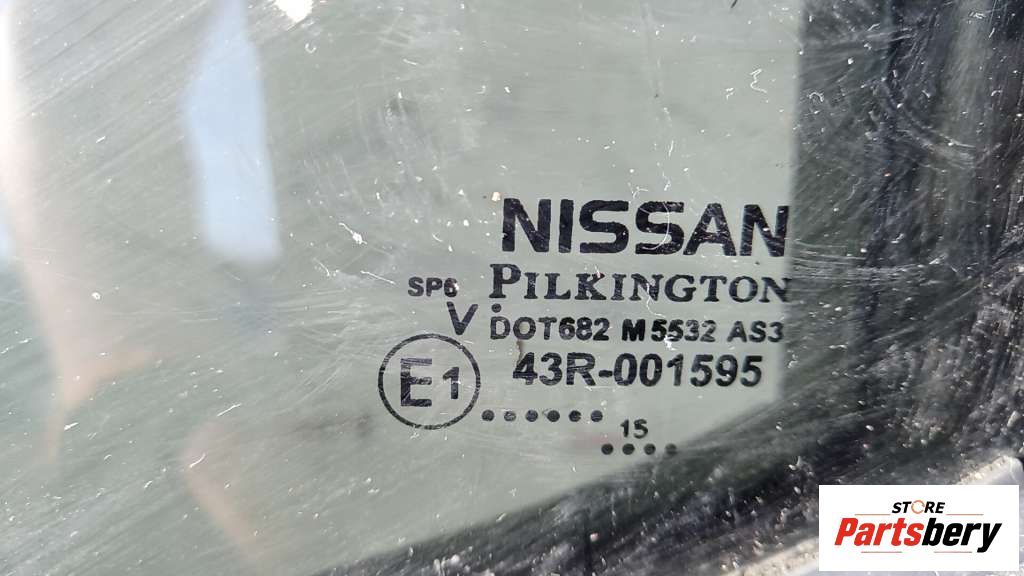 NISSAN
SP6 PILKINGTON
V DOT682 M5532 AS3
E1 43R-001595
15
STORE
Partsbery